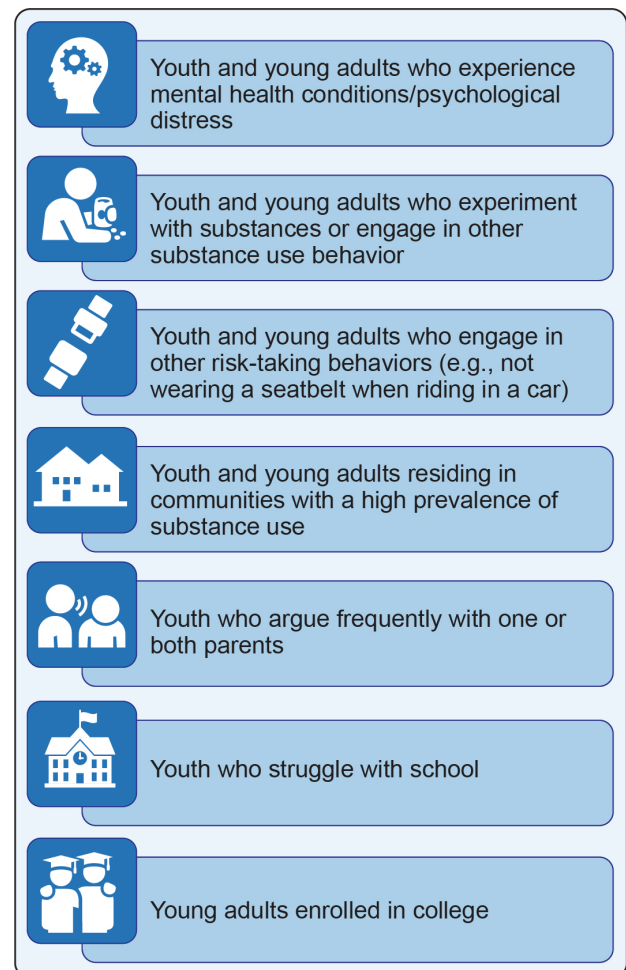 Youth and young adults who experience
mental health conditions/psychological
distress
Youth and young adults who experiment
with substances or engage in other
substance use behavior
Youth and young adults who engage in
other risk-taking behaviors (e.g., not
wearing a seatbelt when riding in a car)
Youth and young adults residing in
communities with a high prevalence of
substance use
Youth who argue frequently with one or
both parents
Youth who struggle with school
Young adults enrolled in college